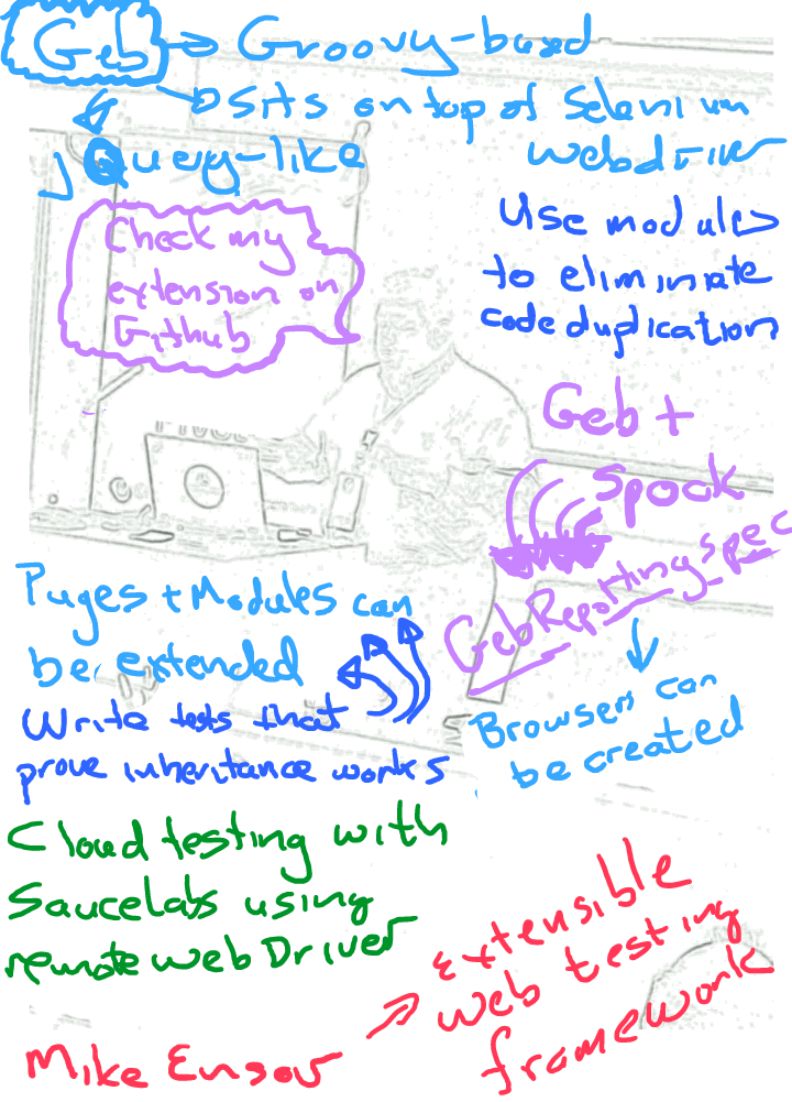 Geb → Groovy-based
→ Sits on top of Selenium
webdriver
jQuery-like
Use modules
to eliminate
code duplication
Check my
extension on
Github
Geb +
Spock
GebReportingSpec
Pages + Modules can
be extended
Browsers can
be created
Write tests that
prove inheritance works
Cloud testing with
Saucelabs using
remote webDriver
Mike Ensor → extensible
web testing
framework